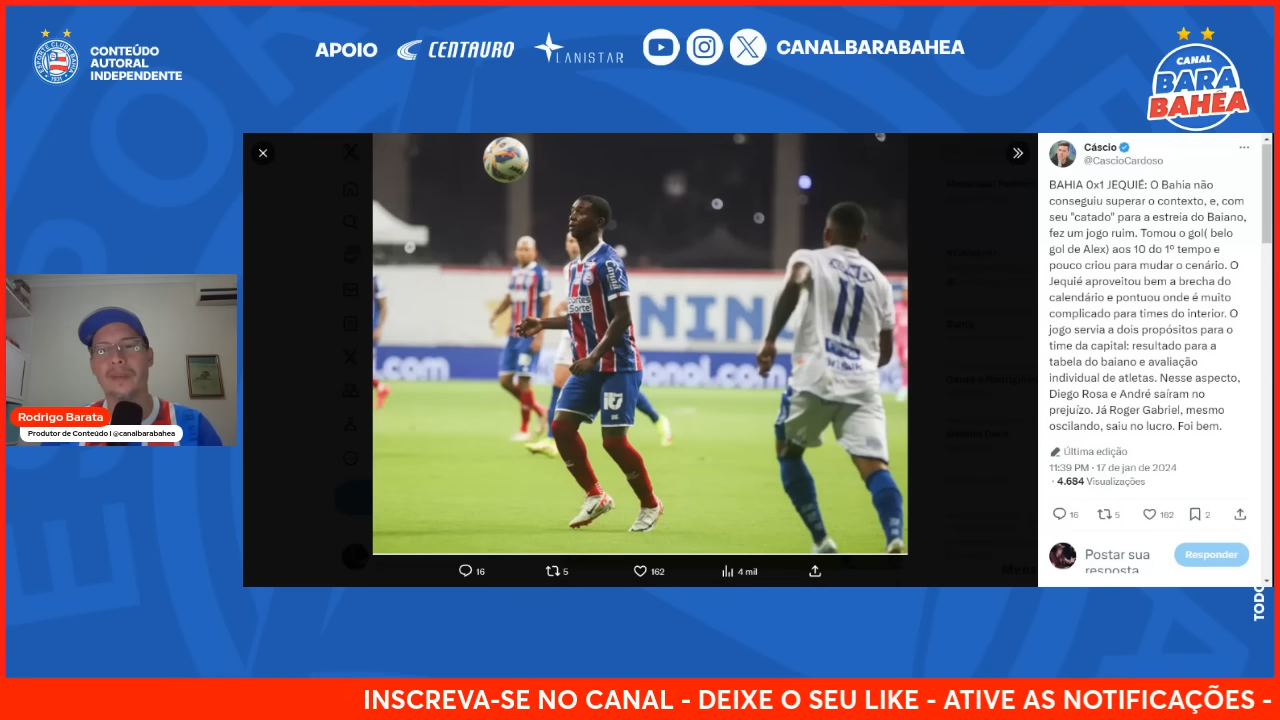 CONTEÚDO
AUTORAL
INDEPENDENTE
ESPORTE CLUBE BAHIA
1931
APOIO
CENTAURO
LANISTAR
CANALBARABAHEA
CANAL
BARA
BAHÊA
Rodrigo Barata
Produtor de Conteúdo | @canalbarabahea
11
Cáscio
@CascioCardoso
BAHIA 0x1 JEQUIÉ: O Bahia não
conseguiu superar o contexto, e, com
seu "catado" para a estreia do Baiano,
fez um jogo ruim. Tomou o gol( belo
gol de Alex) aos 10 do 1º tempo e
pouco criou para mudar o cenário. O
Jequié aproveitou bem a brecha do
calendário e pontuou onde é muito
complicado para times do interior. O
jogo servia a dois propósitos para o
time da capital: resultado para a
tabela do baiano e avaliação
individual de atletas. Nesse aspecto,
Diego Rosa e André saíram no
prejuízo. Já Roger Gabriel, mesmo
oscilando, saiu no lucro. Foi bem.
Última edição
11:39 PM · 17 de jan de 2024
· 4.684 Visualizações
16 5 162 2
Postar sua
resposta
Responder
16 5 162 4 mil
TODO
INSCREVA-SE NO CANAL - DEIXE O SEU LIKE - ATIVE AS NOTIFICAÇÕES -